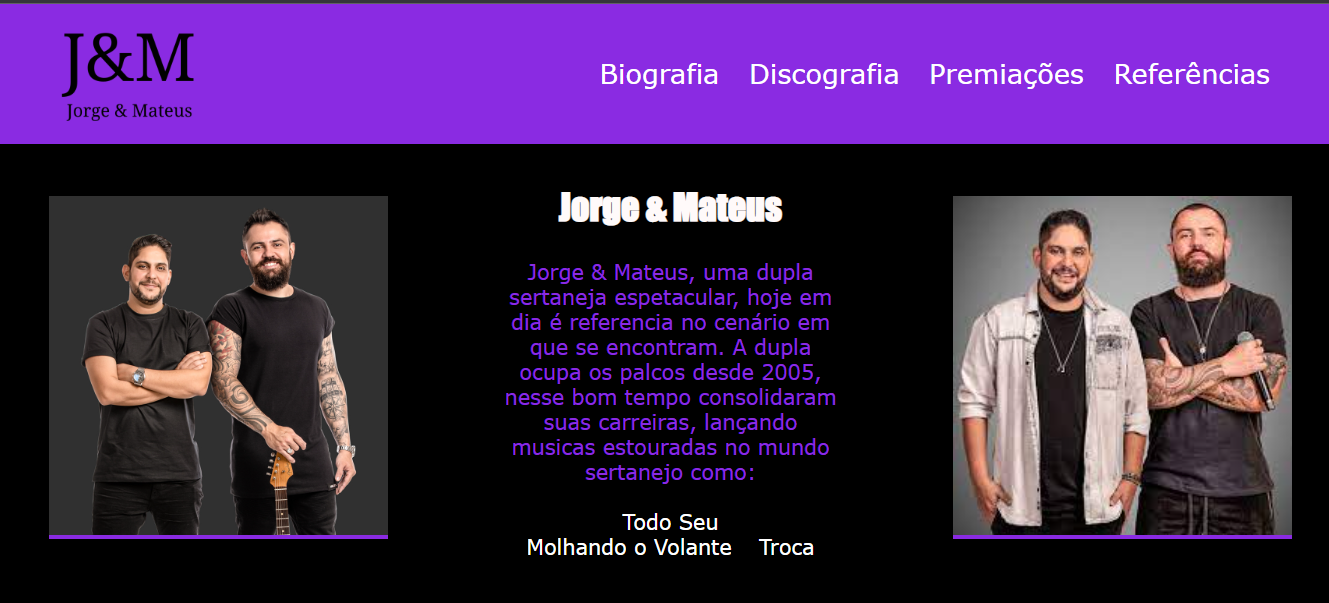 J&M
Jorge & Mateus
Biografia Discografia Premiações Referências
Jorge & Mateus
Jorge & Mateus, uma dupla
sertaneja espetacular, hoje em
dia é referencia no cenário em
que se encontram. A dupla
ocupa os palcos desde 2005,
nesse bom tempo consolidaram
suas carreiras, lançando
musicas estouradas no mundo
sertanejo como:
Todo Seu
Molhando o Volante Troca